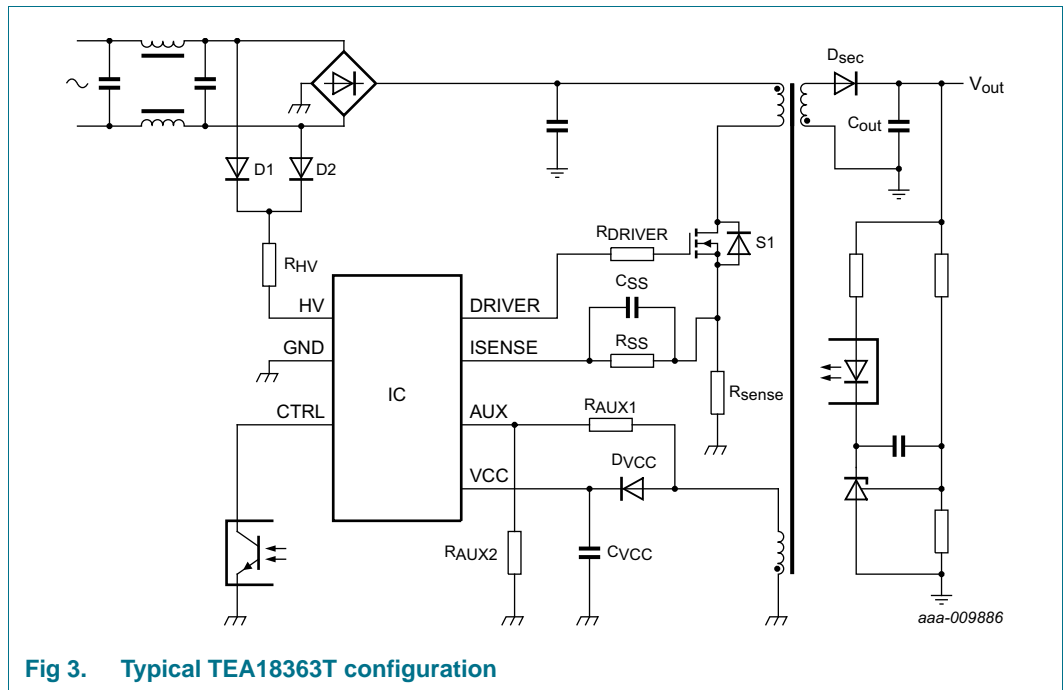 Dsec
Vout
Cout
D1
D2
RDRIVER
S1
RHV
CSS
HV
DRIVER
RSS
GND
ISENSE
IC
Rsense
CTRL
AUX
RAUX1
DVCC
VCC
RAUX2
CVCC
aaa-009886
Fig 3. Typical TEA18363T configuration